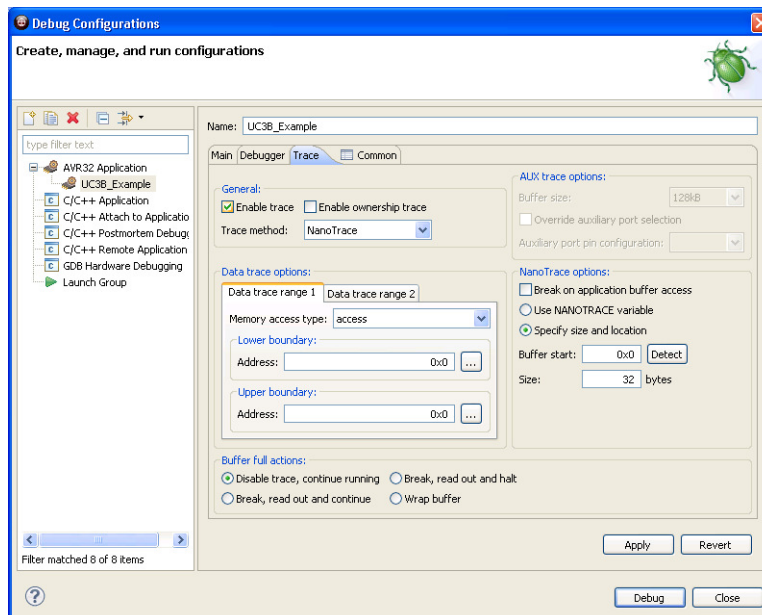 Debug Configurations
Create, manage, and run configurations
type filter text
AVR32 Application
UC3B_Example
C/C++ Application
C/C++ Attach to Applicatio
C/C++ Postmortem Debugg
C/C++ Remote Application
GDB Hardware Debugging
Launch Group
Filter matched 8 of 8 items
Name: UC3B_Example
Main Debugger Trace Common
General:
Enable trace Enable ownership trace
Trace method: NanoTrace
AUX trace options:
Buffer size: 128kB
Override auxiliary port selection
Auxiliary port pin configuration:
Data trace options:
Data trace range 1 Data trace range 2
Memory access type: access
Lower boundary:
Address: 0x0 ...
Upper boundary:
Address: 0x0 ...
NanoTrace options:
Break on application buffer access
Use NANOTRACE variable
Specify size and location
Buffer start: 0x0 Detect
Size: 32 bytes
Buffer full actions:
Disable trace, continue running Break, read out and halt
Break, read out and continue Wrap buffer
Apply Revert
? Debug Close